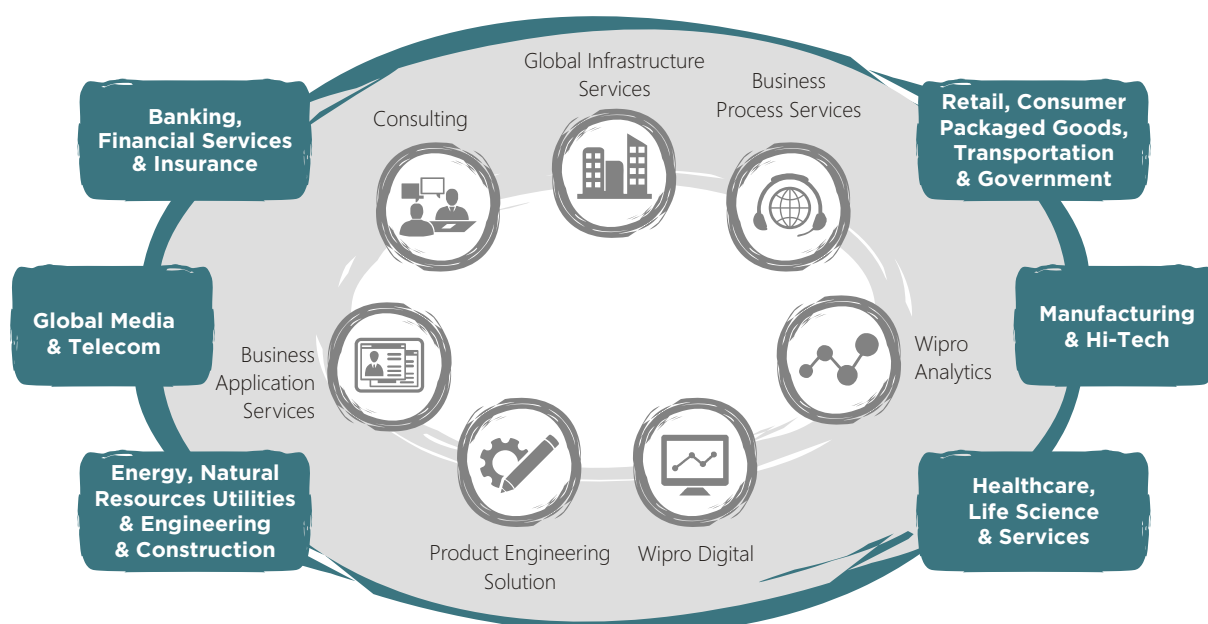 Global Infrastructure
Services
Business
Process Services
Consulting
Banking,
Financial Services
& Insurance
Retail, Consumer
Packaged Goods,
Transportation
& Government
Global Media
& Telecom
Manufacturing
& Hi-Tech
Business
Application
Services
Wipro
Analytics
Energy, Natural
Resources Utilities
& Engineering
& Construction
Healthcare,
Life Science
& Services
Product Engineering
Solution
Wipro Digital